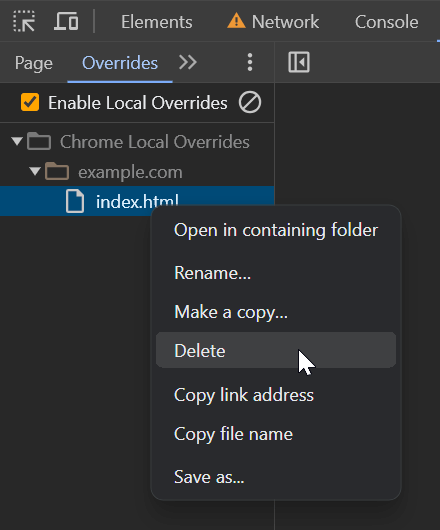 Elements Network Console
Page Overrides
Enable Local Overrides
Chrome Local Overrides
example.com
index.html
Open in containing folder
Rename...
Make a copy...
Delete
Copy link address
Copy file name
Save as...